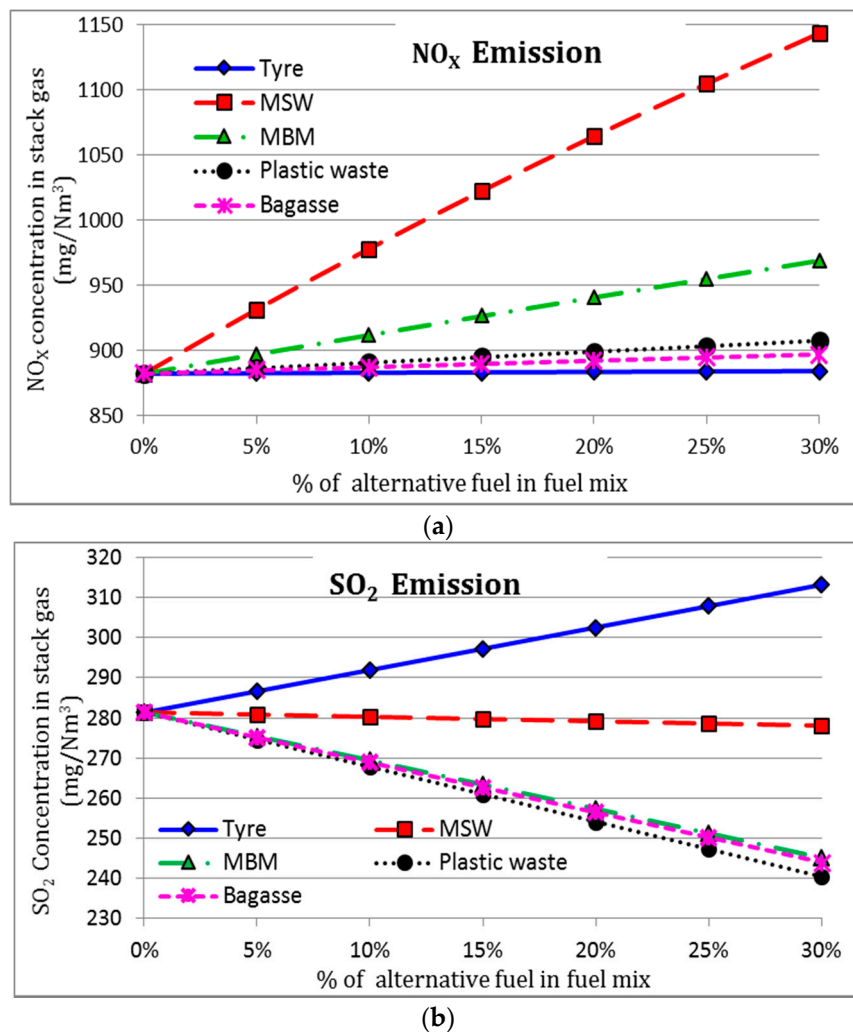 NOX Emission
1150
1100
1050
1000
950
900
850
NOX concentration in stack gas
(mg/Nm³)
Tyre
MSW
MBM
Plastic waste
Bagasse
0% 5% 10% 15% 20% 25% 30%
% of alternative fuel in fuel mix
(a)
SO₂ Emission
320
310
300
290
280
270
260
250
240
230
SO₂ Concentration in stack gas
(mg/Nm³)
Tyre MSW
MBM Plastic waste
Bagasse
0% 5% 10% 15% 20% 25% 30%
% of alternative fuel in fuel mix
(b)